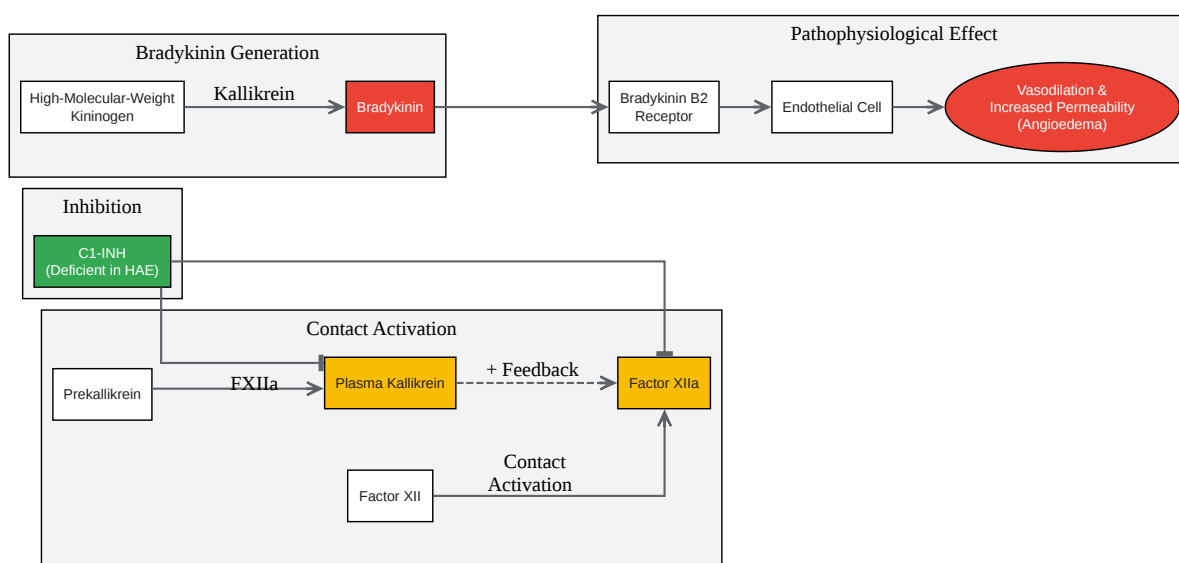 Bradykinin Generation
High-Molecular-Weight
Kininogen
Kallikrein
Bradykinin
Pathophysiological Effect
Bradykinin B2
Receptor
Endothelial Cell
Vasodilation &
Increased Permeability
(Angioedema)
Inhibition
C1-INH
(Deficient in HAE)
Contact Activation
Prekallikrein
FXIIa
Plasma Kallikrein
+ Feedback
Factor XIIa
Factor XII
Contact
Activation